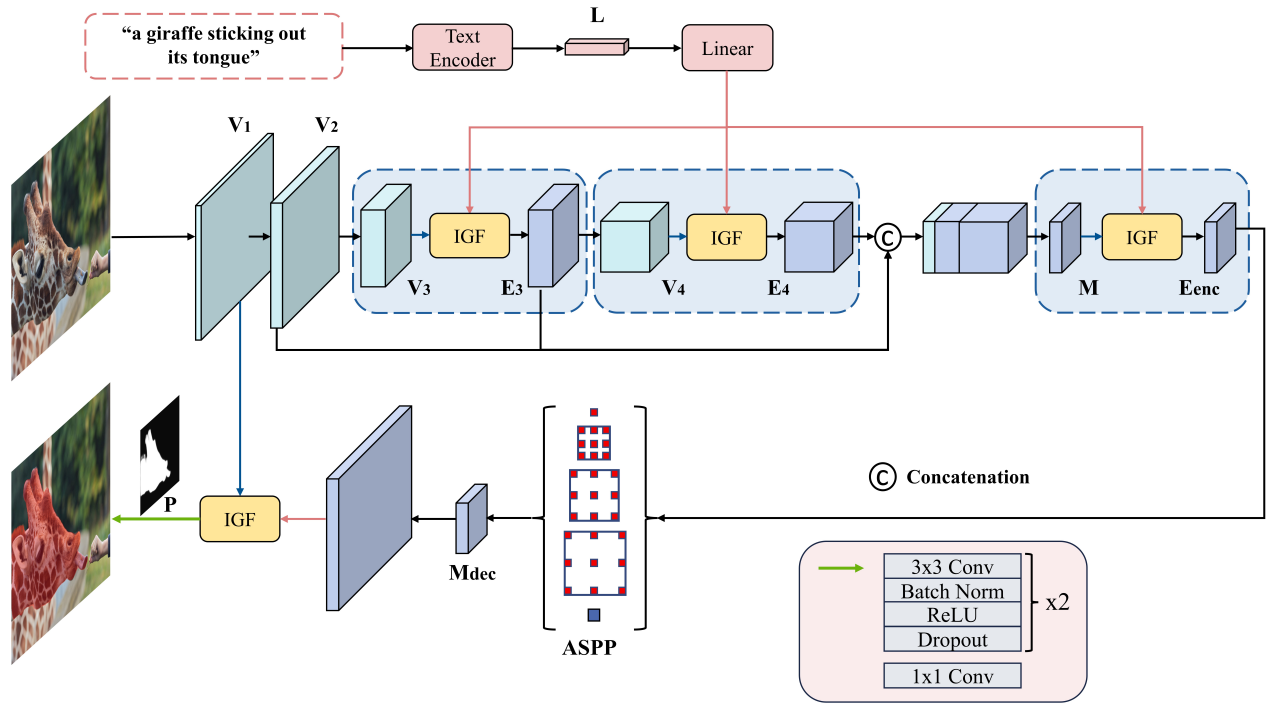 “a giraffe sticking out
its tongue”
Text
Encoder
L
Linear
V1
V2
IGF
V3
E3
IGF
V4
E4
C
IGF
M
Eenc
P
IGF
Mdec
ASPP
C Concatenation
3x3 Conv
Batch Norm
ReLU
Dropout
x2
1x1 Conv